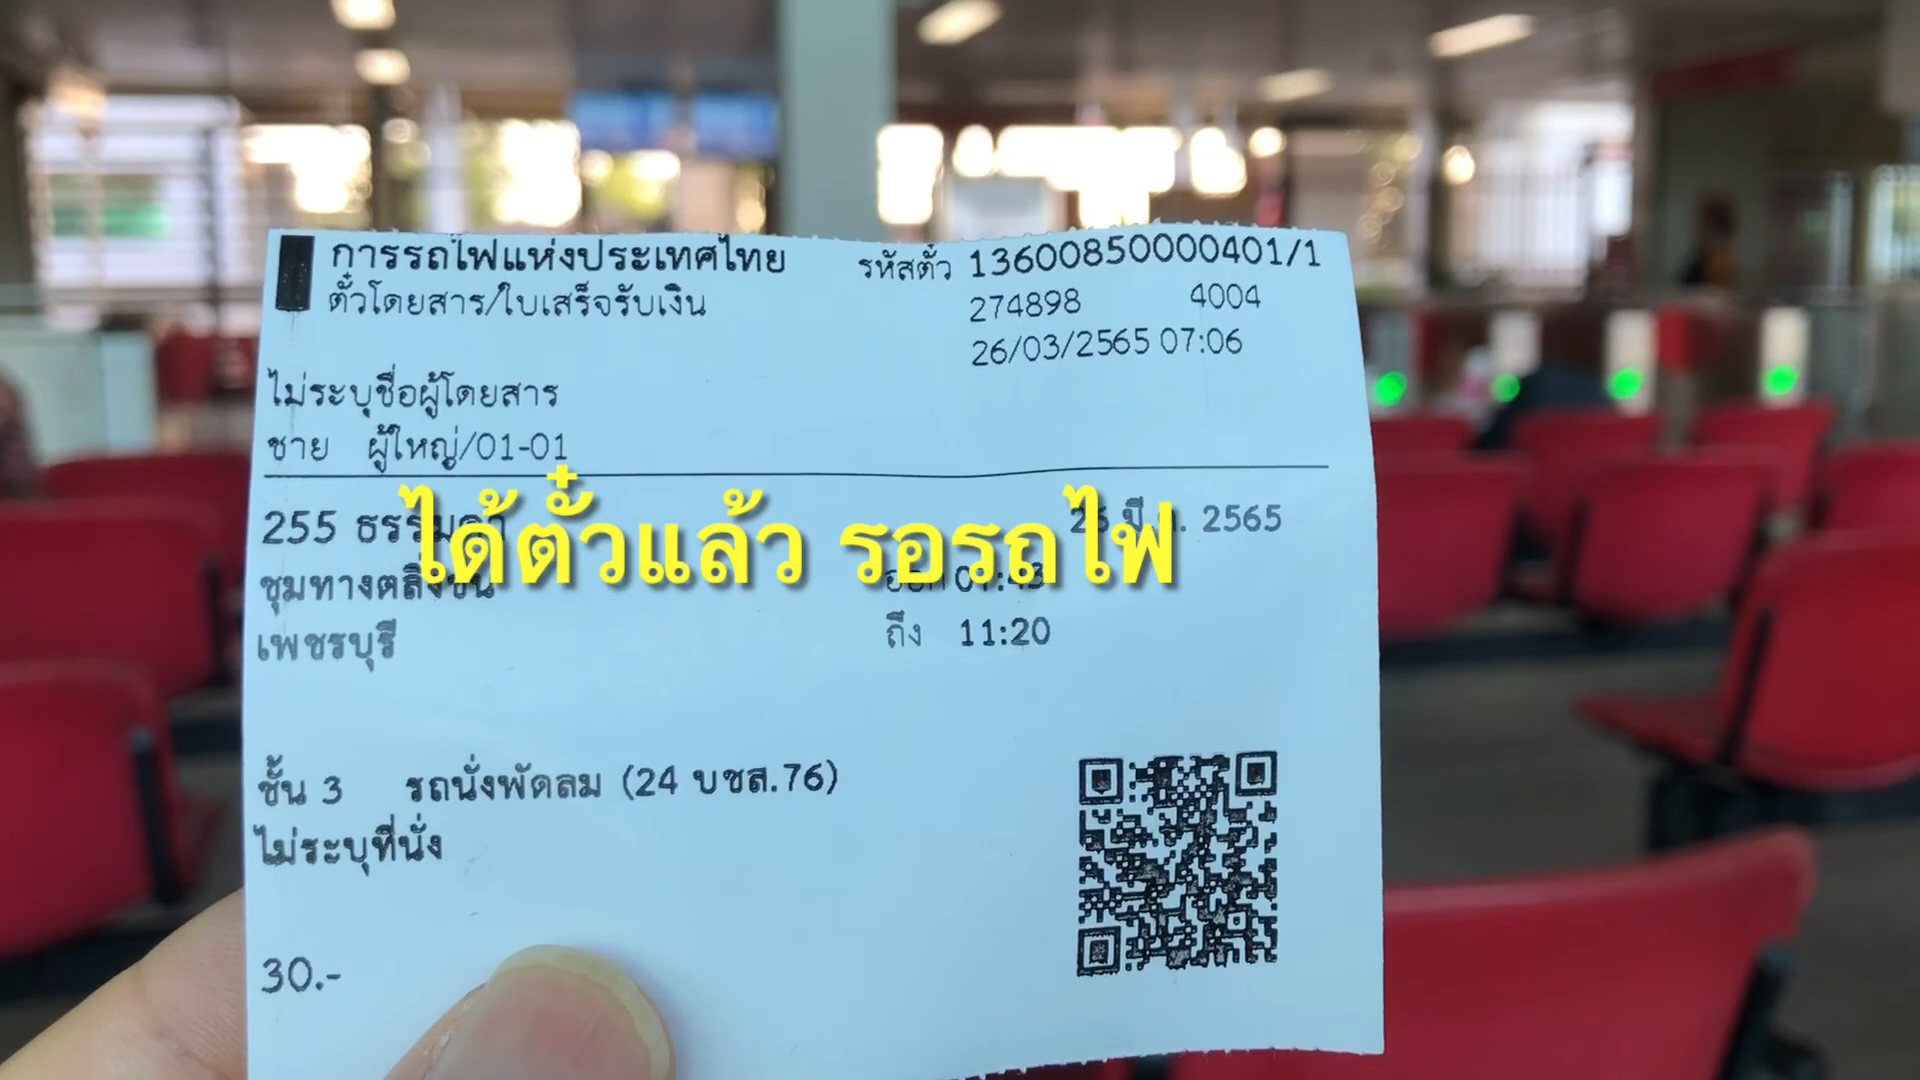 การรถไฟแห่งประเทศไทย รหัสตั๋ว 13600850000401/1
ตั๋วโดยสาร/ใบเสร็จรับเงิน 274898 4004
26/03/2565 07:06
ไม่ระบุชื่อผู้โดยสาร
ชาย ผู้ใหญ่/01-01
255 ธรรมดา 2565
ได้ตั๋วแล้ว รอรถไฟ
ชุมทางตลิ่งชัน ออก
เพชรบุรี ถึง 11:20
ชั้น 3 รถนั่งพัดลม (24 บชส.76)
ไม่ระบุที่นั่ง
30.-